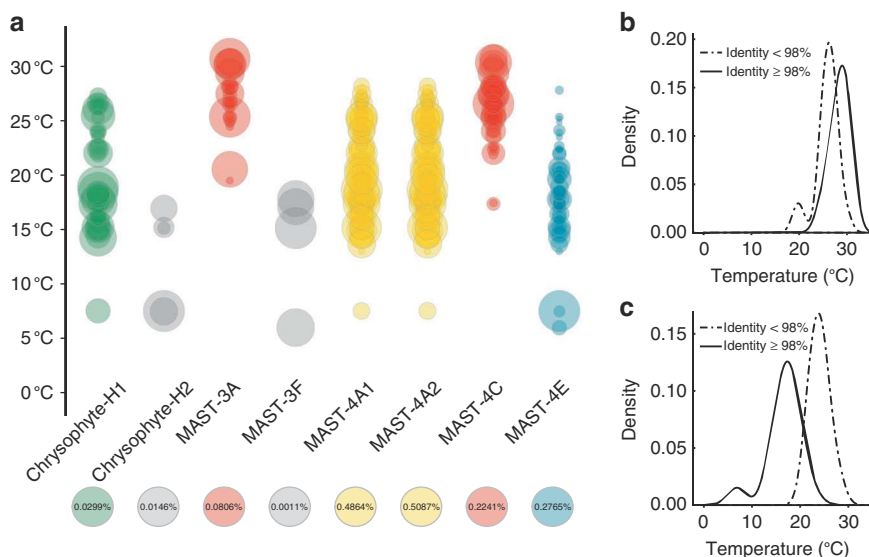 a
30 °C
25 °C
20 °C
15 °C
10 °C
5 °C
0 °C
Chrysophyte-H1
Chrysophyte-H2
MAST-3A
MAST-3F
MAST-4A1
MAST-4A2
MAST-4C
MAST-4E
0.0299%
0.0146%
0.0806%
0.0011%
0.4864%
0.5087%
0.2241%
0.2765%
b
0.20
0.15
0.10
0.05
0.00
Density
Identity < 98%
Identity ≥ 98%
0 10 20 30
Temperature (°C)
c
0.15
0.10
0.05
0.00
Density
Identity < 98%
Identity ≥ 98%
0 10 20 30
Temperature (°C)